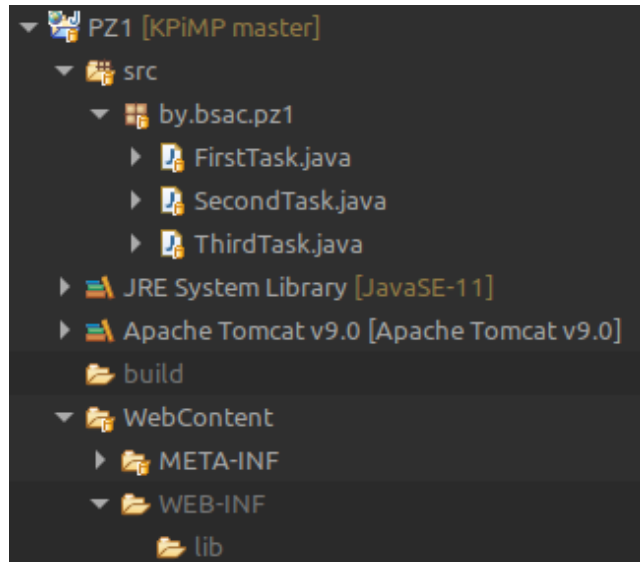 PZ1 [KPiMP master]
src
by.bsac.pz1
FirstTask.java
SecondTask.java
ThirdTask.java
JRE System Library [JavaSE-11]
Apache Tomcat v9.0 [Apache Tomcat v9.0]
build
WebContent
META-INF
WEB-INF
lib